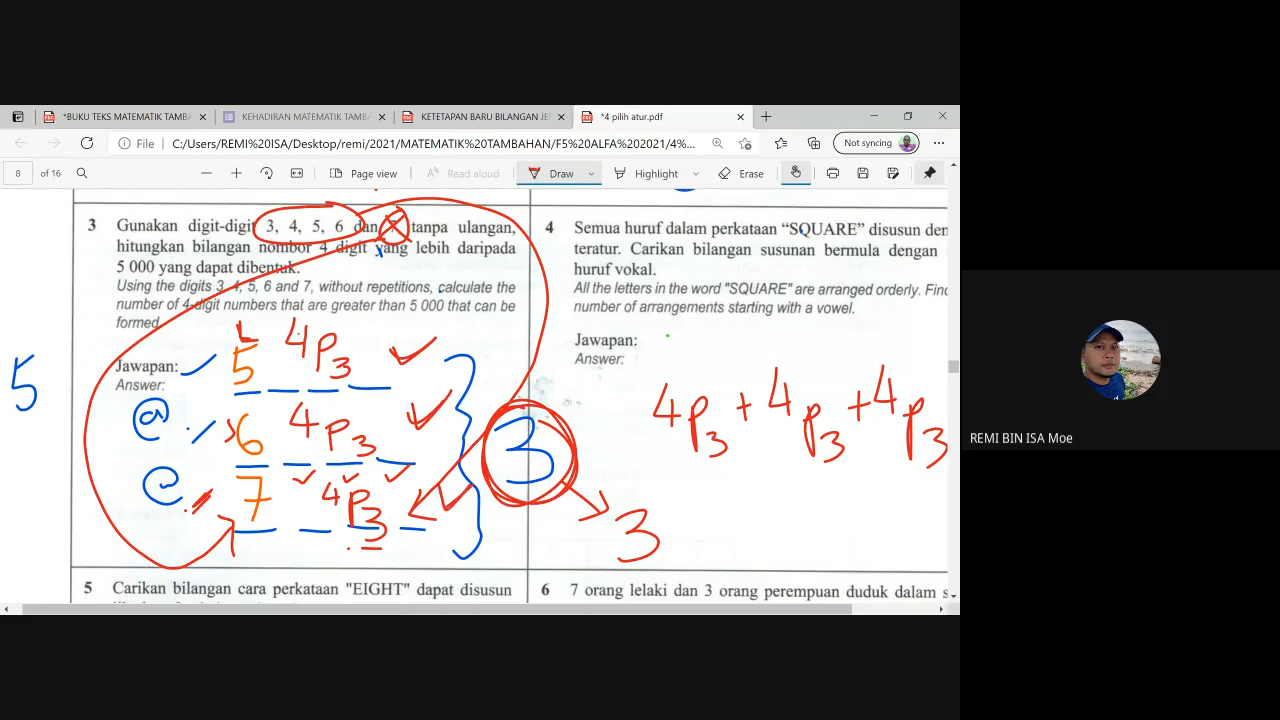 *BUKU TEKS MATEMATIK TAMBA
KEHADIRAN MATEMATIK TAMBA
KETETAPAN BARU BILANGAN JE
*4 pilih atur.pdf
File
C:/Users/REMI%20ISA/Desktop/remi/2021/MATEMATIK%20TAMBAHAN/F5%20ALFA%202021/4%...
Not syncing
8 of 16
Page view
Read aloud
Draw
Highlight
Erase
3 Gunakan digit-digit 3, 4, 5, 6 dan 7 tanpa ulangan,
hitungkan bilangan nombor 4 digit yang lebih daripada
5 000 yang dapat dibentuk.
Using the digits 3, 4, 5, 6 and 7, without repetitions, calculate the
number of 4-digit numbers that are greater than 5 000 that can be
formed.
Jawapan:
Answer:
5 4P3
6 4P3
7 4P3
5
3
3
4 Semua huruf dalam perkataan "SQUARE" disusun den
teratur. Carikan bilangan susunan bermula dengan
huruf vokal.
All the letters in the word "SQUARE" are arranged orderly. Find
number of arrangements starting with a vowel.
Jawapan:
Answer:
4P3 + 4P3 + 4P3
5 Carikan bilangan cara perkataan "EIGHT" dapat disusun
6 7 orang lelaki dan 3 orang perempuan duduk dalam s
REMI BIN ISA Moe